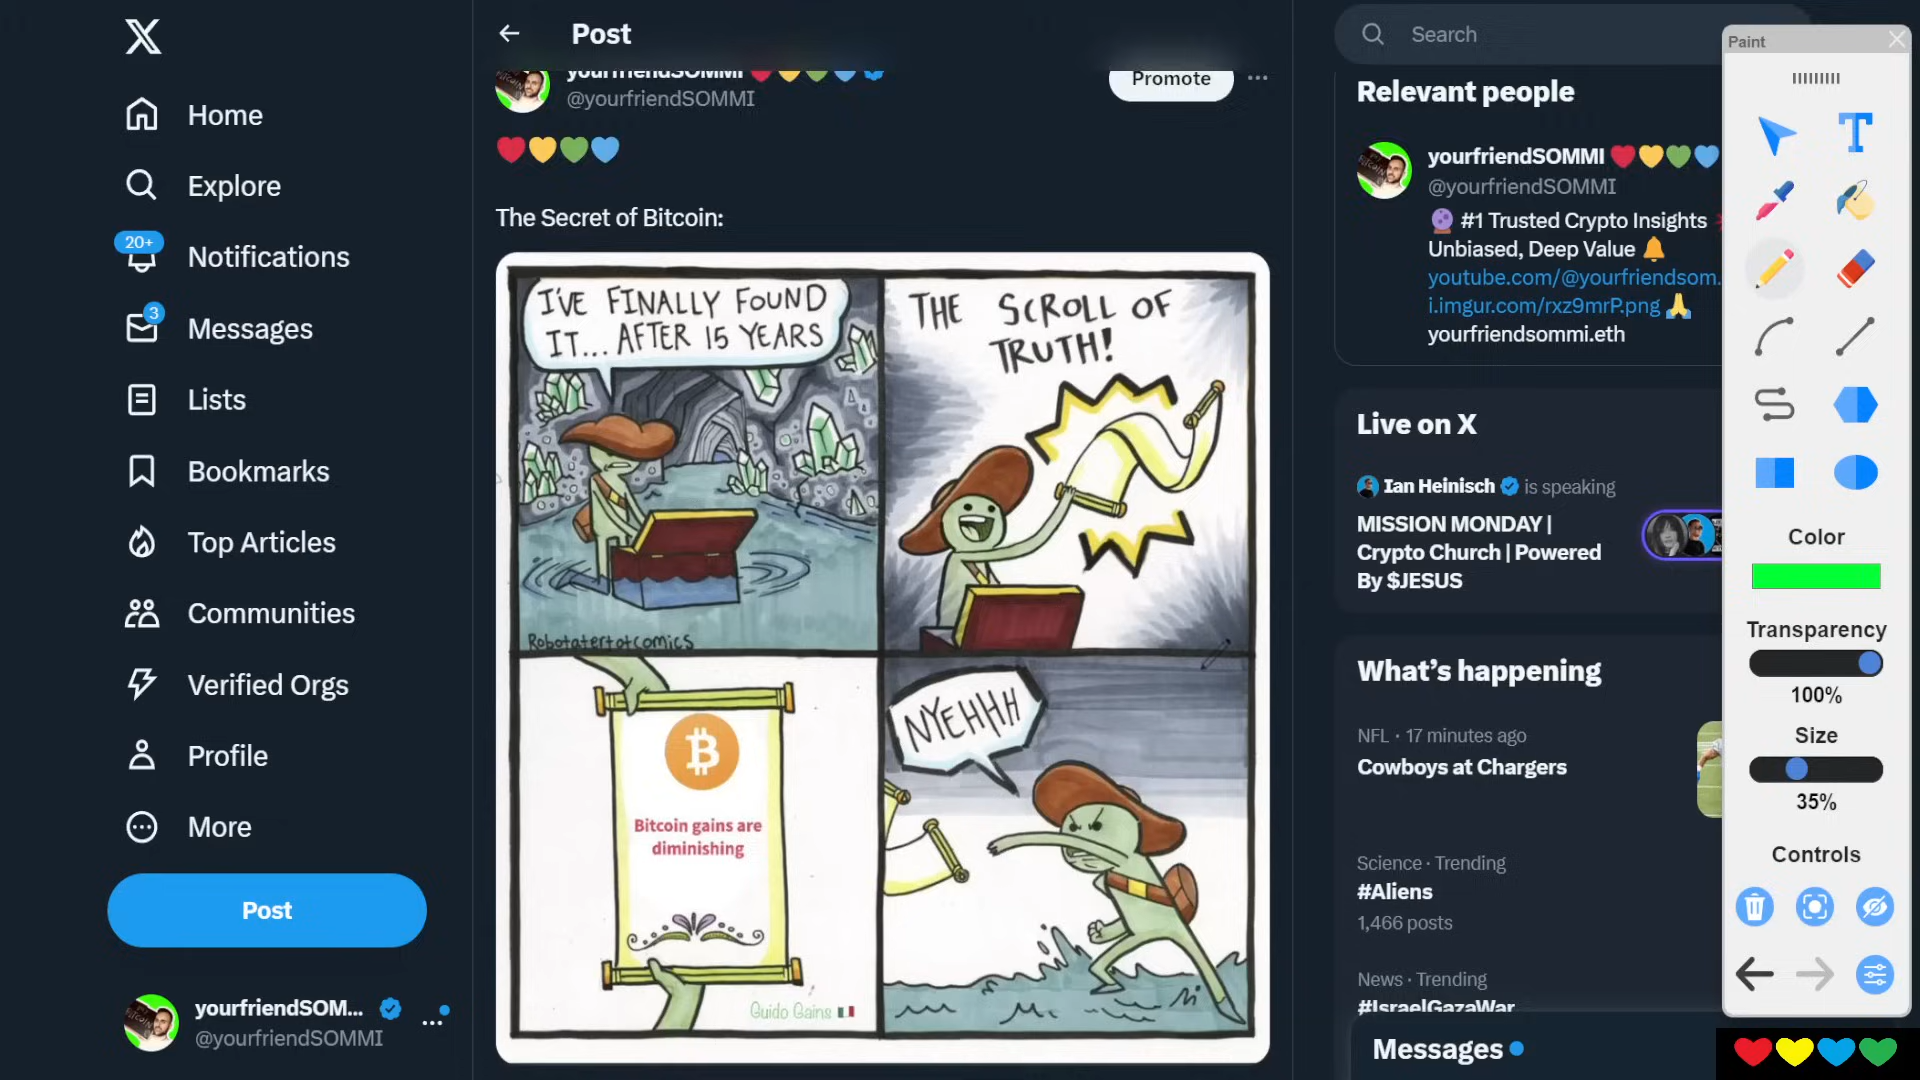 Home
Explore
20+
Notifications
3
Messages
Lists
Bookmarks
Top Articles
Communities
Verified Orgs
Profile
More
Post
yourfriendSOM...
@yourfriendSOMMI
Post
yourfriendSOMMI
@yourfriendSOMMI
Promote
The Secret of Bitcoin:
I'VE FINALLY FOUND
IT... AFTER 15 YEARS
Robotatertotcomics
THE SCROLL OF
TRUTH!
Bitcoin gains are
diminishing
Guido Gains
NYEHHH
Search
Relevant people
yourfriendSOMMI
@yourfriendSOMMI
#1 Trusted Crypto Insights
Unbiased, Deep Value
youtube.com/@yourfriendsom.
i.imgur.com/rxz9mrP.png
yourfriendsommi.eth
Live on X
Ian Heinisch is speaking
MISSION MONDAY |
Crypto Church | Powered
By $JESUS
What's happening
NFL · 17 minutes ago
Cowboys at Chargers
Science · Trending
#Aliens
1,466 posts
News · Trending
#IsraelGazaWar
Messages
Paint
T
Color
Transparency
100%
Size
35%
Controls